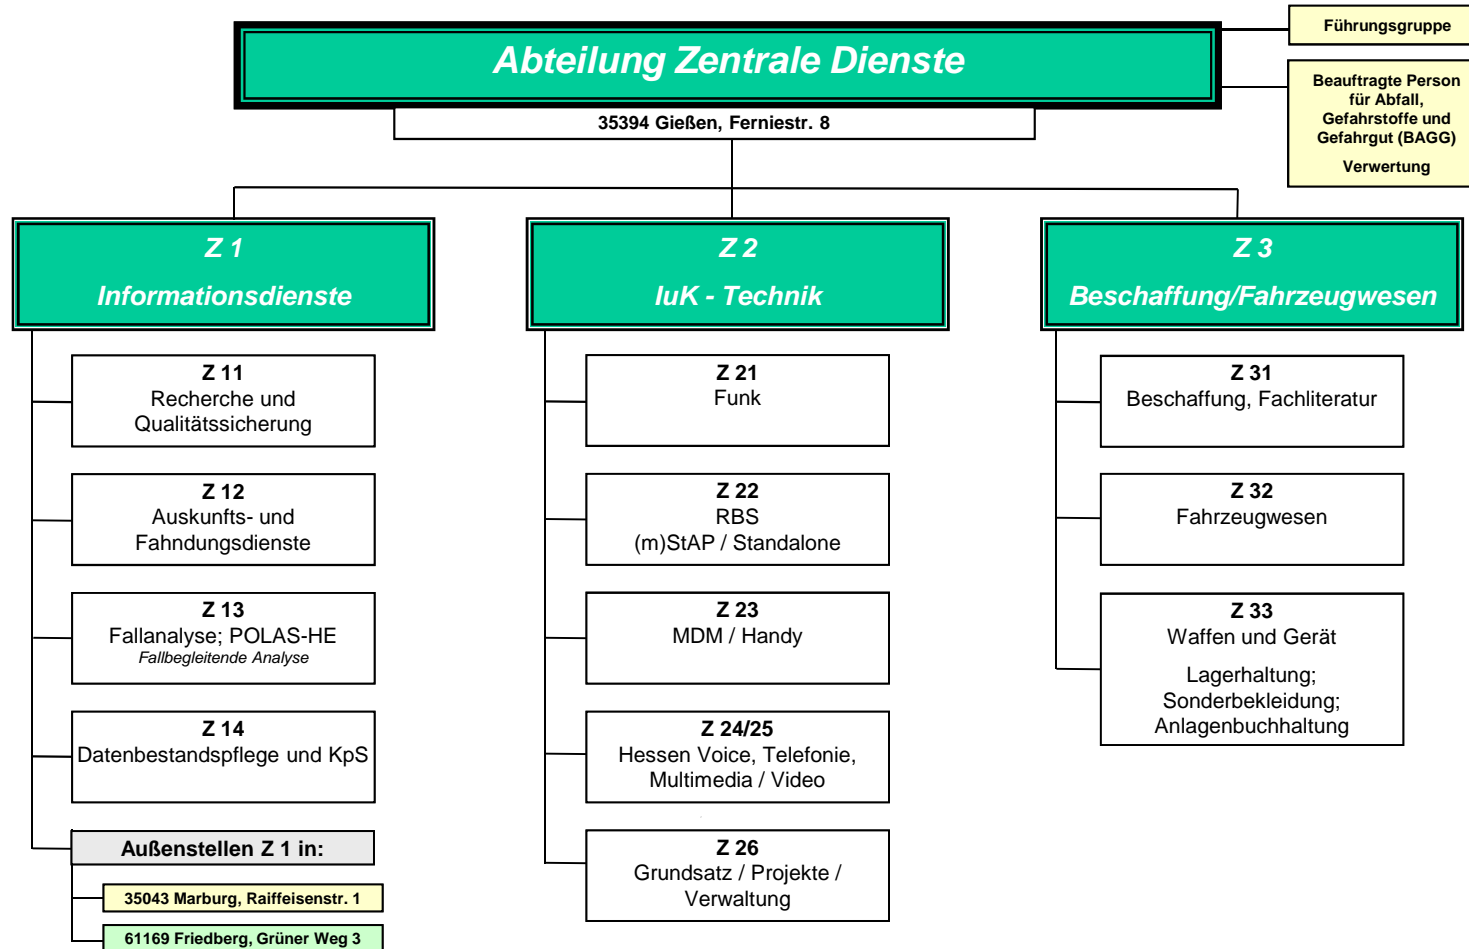 Abteilung Zentrale Dienste
35394 Gießen, Ferniestr. 8
Führungsgruppe
Beauftragte Person
für Abfall,
Gefahrstoffe und
Gefahrgut (BAGG)
Verwertung
Z 1
Informationsdienste
Z 11
Recherche und
Qualitätssicherung
Z 12
Auskunfts- und
Fahndungsdienste
Z 13
Fallanalyse; POLAS-HE
Fallbegleitende Analyse
Z 14
Datenbestandspflege und KpS
Außenstellen Z 1 in:
35043 Marburg, Raiffeisenstr. 1
61169 Friedberg, Grüner Weg 3
Z 2
IuK - Technik
Z 21
Funk
Z 22
RBS
(m)StAP / Standalone
Z 23
MDM / Handy
Z 24/25
Hessen Voice, Telefonie,
Multimedia / Video
Z 26
Grundsatz / Projekte /
Verwaltung
Z 3
Beschaffung/Fahrzeugwesen
Z 31
Beschaffung, Fachliteratur
Z 32
Fahrzeugwesen
Z 33
Waffen und Gerät
Lagerhaltung;
Sonderbekleidung;
Anlagenbuchhaltung